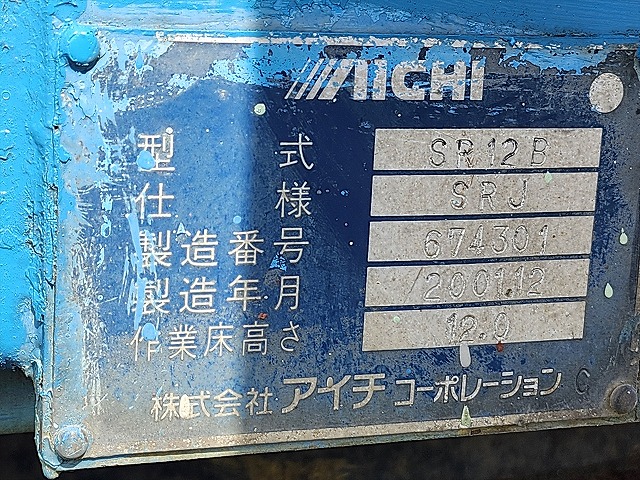 AICHI
型式 SR12B
仕様 SRJ
製造番号 674301
製造年月 /200112
作業床高さ 12.0
株式会社 アイチ コーポレーション C